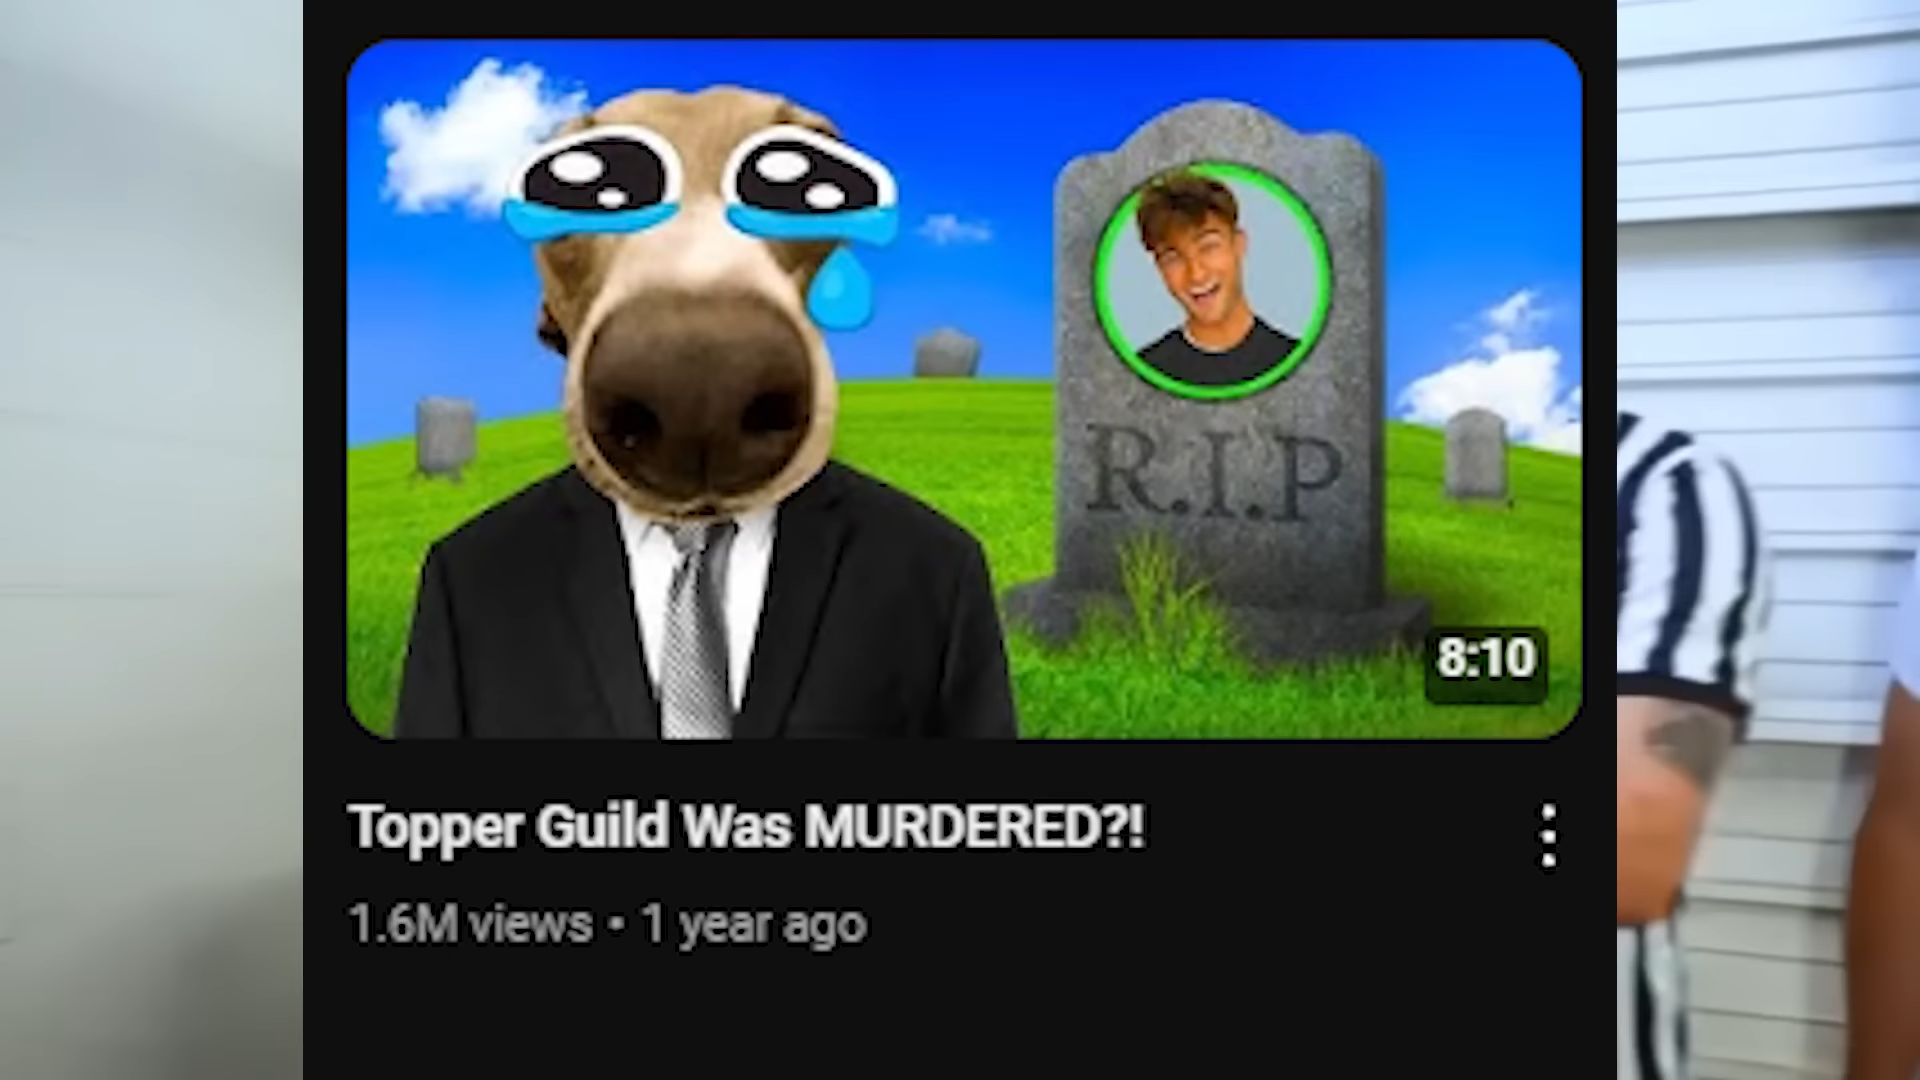 R.I.P
8:10
Topper Guild Was MURDERED?!
1.6M views • 1 year ago